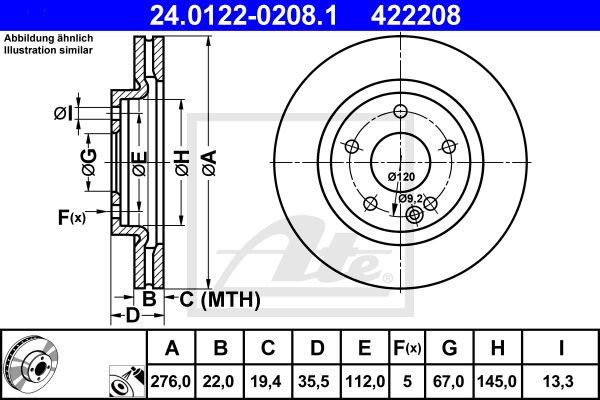 24.0122-0208.1 422208
Abbildung ähnlich
Illustration similar
ØI
ØG
ØE
ØH
ØA
F(x)
B
C (MTH)
D
Ø120
Ø9,2
Ate
®
A B C D E F(x) G H I
276,0 22,0 19,4 35,5 112,0 5 67,0 145,0 13,3